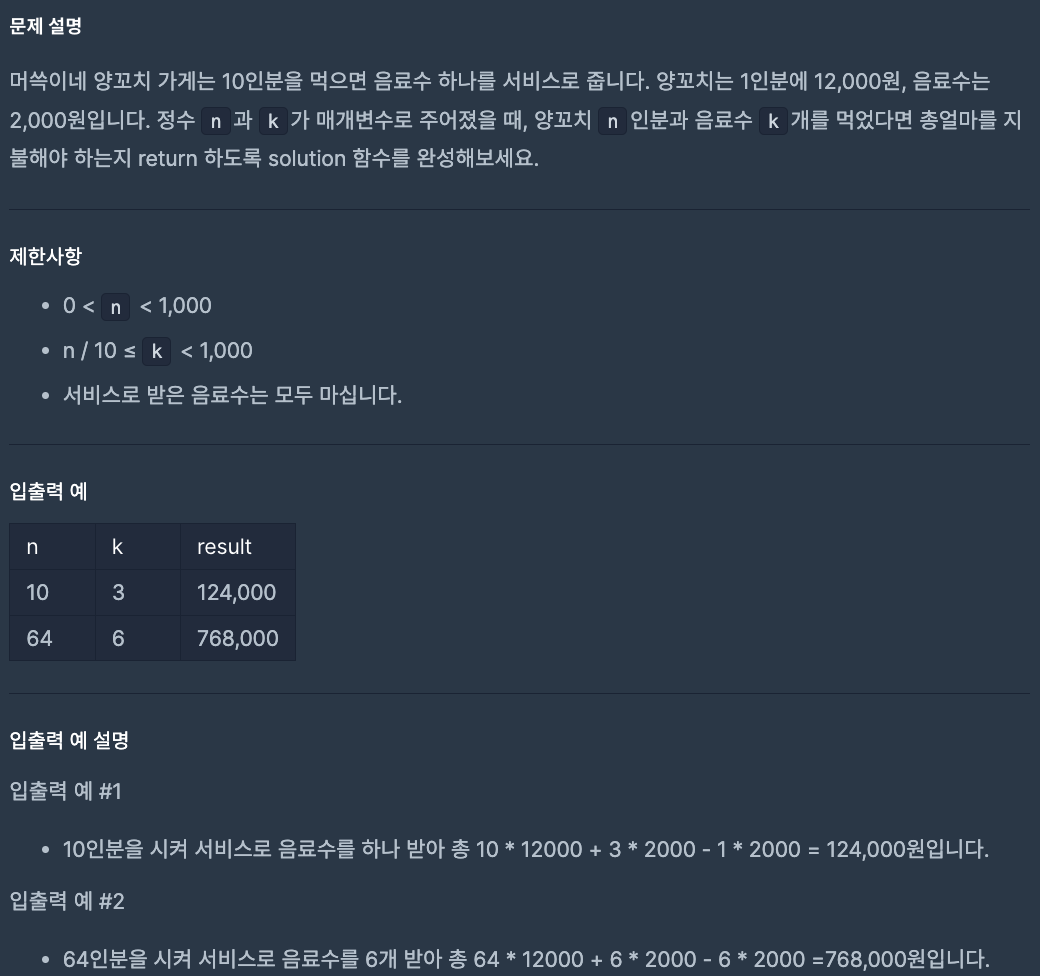 문제 설명
머쓱이네 양꼬치 가게는 10인분을 먹으면 음료수 하나를 서비스로 줍니다. 양꼬치는 1인분에 12,000원, 음료수는
2,000원입니다. 정수 n 과 k 가 매개변수로 주어졌을 때, 양꼬치 n 인분과 음료수 k 개를 먹었다면 총얼마를 지
불해야 하는지 return 하도록 solution 함수를 완성해보세요.
제한사항
• 0 < n < 1,000
• n / 10 ≤ k < 1,000
• 서비스로 받은 음료수는 모두 마십니다.
입출력 예
n k result
10 3 124,000
64 6 768,000
입출력 예 설명
입출력 예 #1
• 10인분을 시켜 서비스로 음료수를 하나 받아 총 10 * 12000 + 3 * 2000 - 1 * 2000 = 124,000원입니다.
입출력 예 #2
• 64인분을 시켜 서비스로 음료수를 6개 받아 총 64 * 12000 + 6 * 2000 - 6 * 2000 =768,000원입니다.